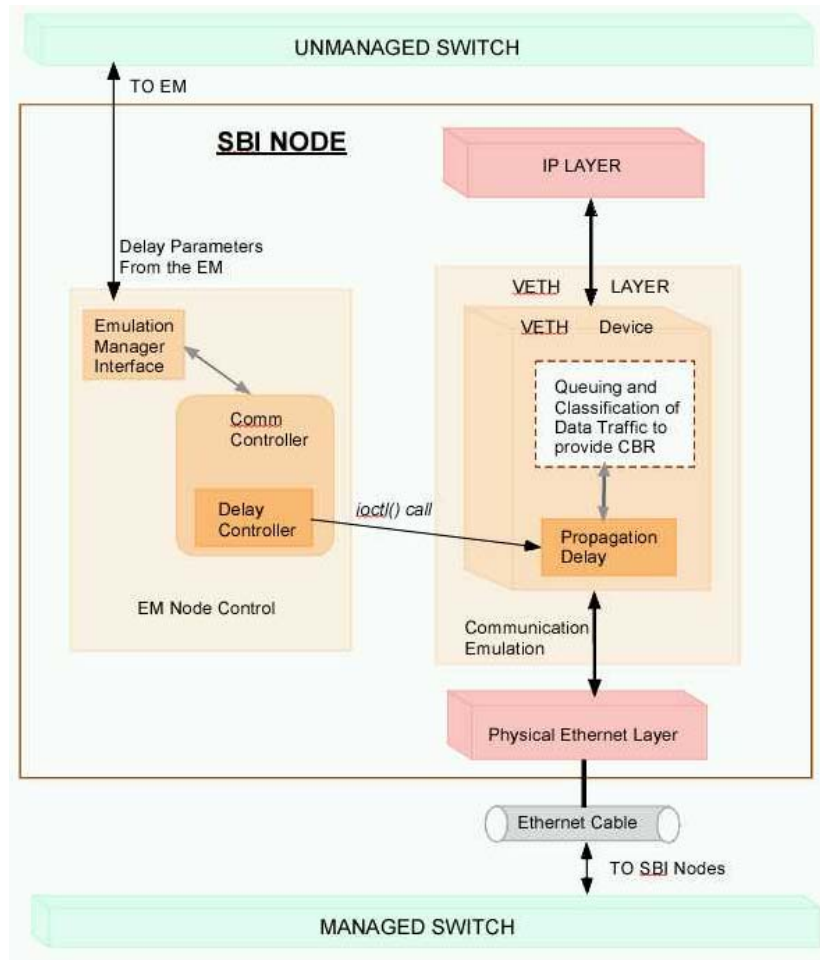 UNMANAGED SWITCH
TO EM
SBI NODE
IP LAYER
Delay Parameters
From the EM
VETH LAYER
VETH Device
Emulation
Manager
Interface
Queuing and
Classification of
Data Traffic to
provide CBR
Comm
Controller
Delay
Controller
ioctl() call
Propagation
Delay
EM Node Control
Communication
Emulation
Physical Ethernet Layer
Ethernet Cable
TO SBI Nodes
MANAGED SWITCH